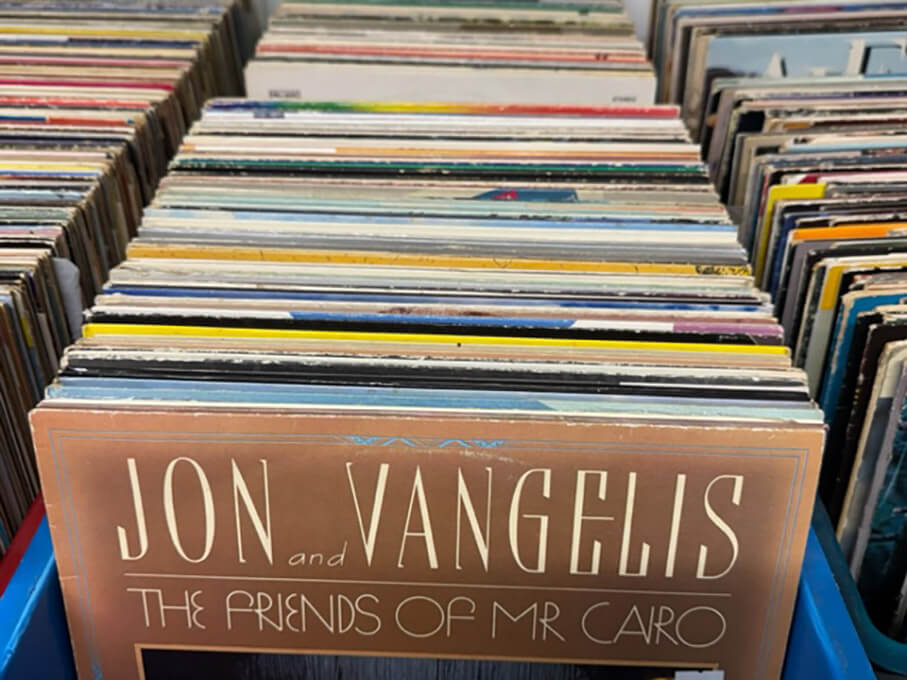 JON and VANGELIS
THE FRIENDS OF MR CAIRO